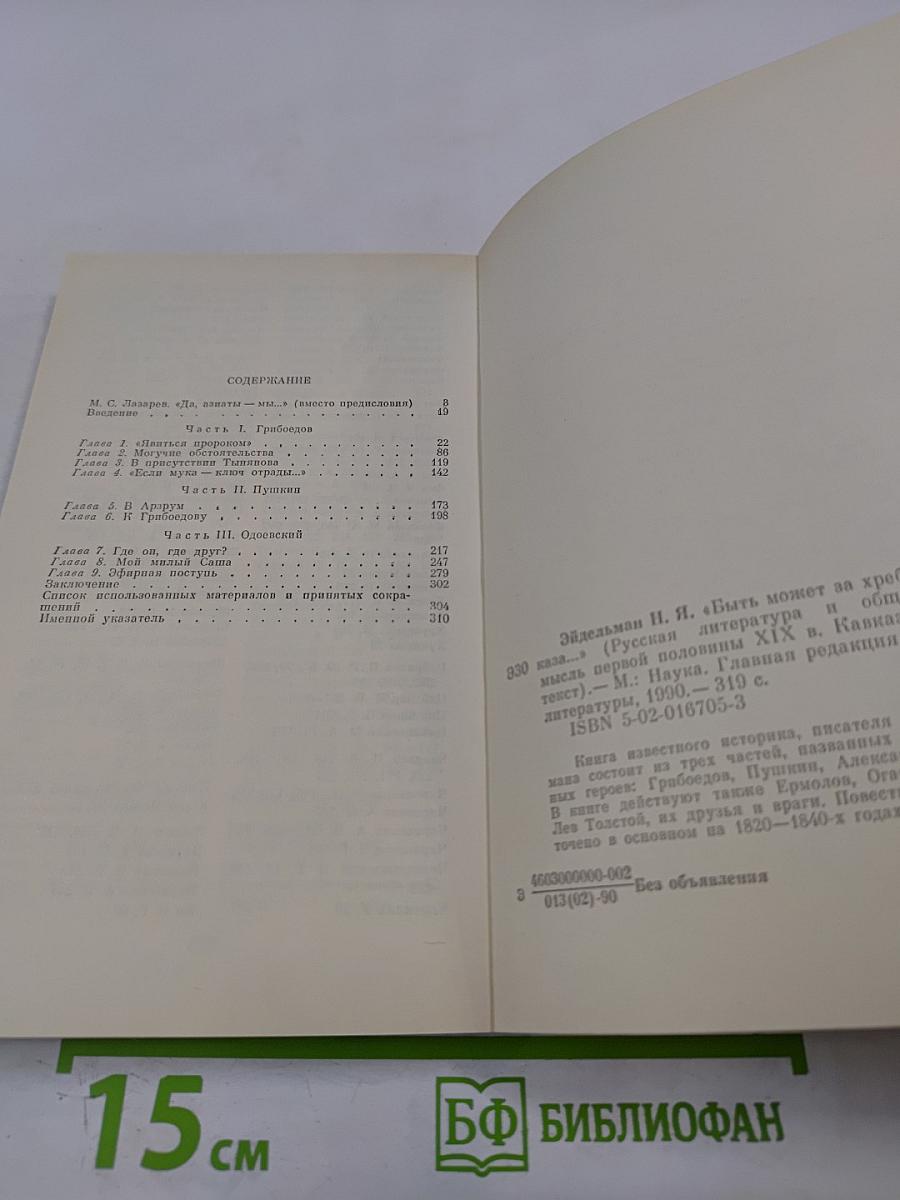 СОДЕРЖАНИЕ
М. С. Лазарев. «Да, азиаты — мы...» (вместо предисловия) 8
Введение . . . . . . . . . . . . . . . . 19
Часть I. Грибоедов
Глава 1. «Явиться пророком» . . . . . . . . . . 22
Глава 2. Могучие обстоятельства . . . . . . . . . 86
Глава 3. В присутствии Тынянова . . . . . . . . . 119
Глава 4. «Если мука — ключ отрады...» . . . . . . . 142
Часть II. Пушкин
Глава 5. В Арзрум . . . . . . . . . . . . . 173
Глава 6. К Грибоедову . . . . . . . . . . . . 198
Часть III. Одоевский
Глава 7. Где он, где друг? . . . . . . . . . . . 217
Глава 8. Мой милый Саша . . . . . . . . . . . 247
Глава 9. Эфирная поступь . . . . . . . . . . . 279
Заключение . . . . . . . . . . . . . . . . 302
Список использованных материалов и принятых сокра-
щений . . . . . . . . . . . . . . . . . . 304
Именной указатель . . . . . . . . . . . . . . 310
Эйдельман Н. Я. «Быть может за хреб
Э30 каза...» (Русская литература и общ
мысль первой половины XIX в. Кавказ
текст).— М.: Наука. Главная редакция
литературы, 1990.— 319 с.
ISBN 5-02-016705-3
Книга известного историка, писателя
мана состоит из трех частей, названных
ных героев: Грибоедов, Пушкин, Алекса
В книге действуют также Ермолов, Ога
Лев Толстой, их друзья и враги. Повест
точено в основном на 1820—1840-х годах
Э 4603000000-002
013(02)-90
Без объявления
15 см
БФ БИБЛИОФАН